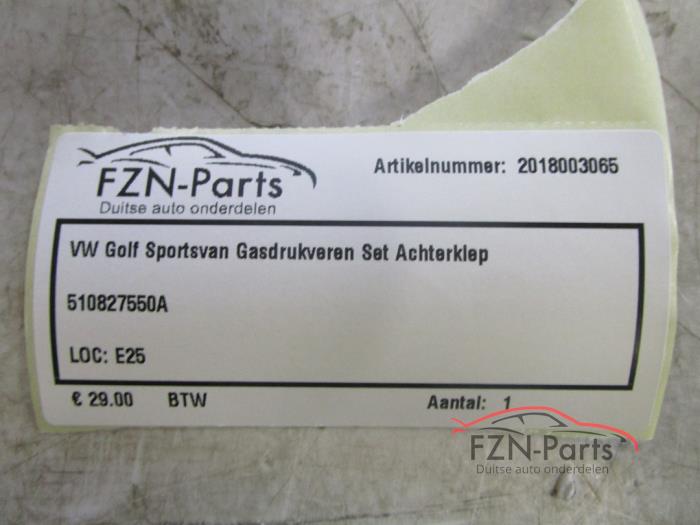 FZN-Parts
Duitse auto onderdelen
Artikelnummer: 2018003065
VW Golf Sportsvan Gasdrukveren Set Achterklep
510827550A
LOC: E25
€ 29.00 BTW Aantal: 1
FZN-Parts
Duitse auto onderdelen